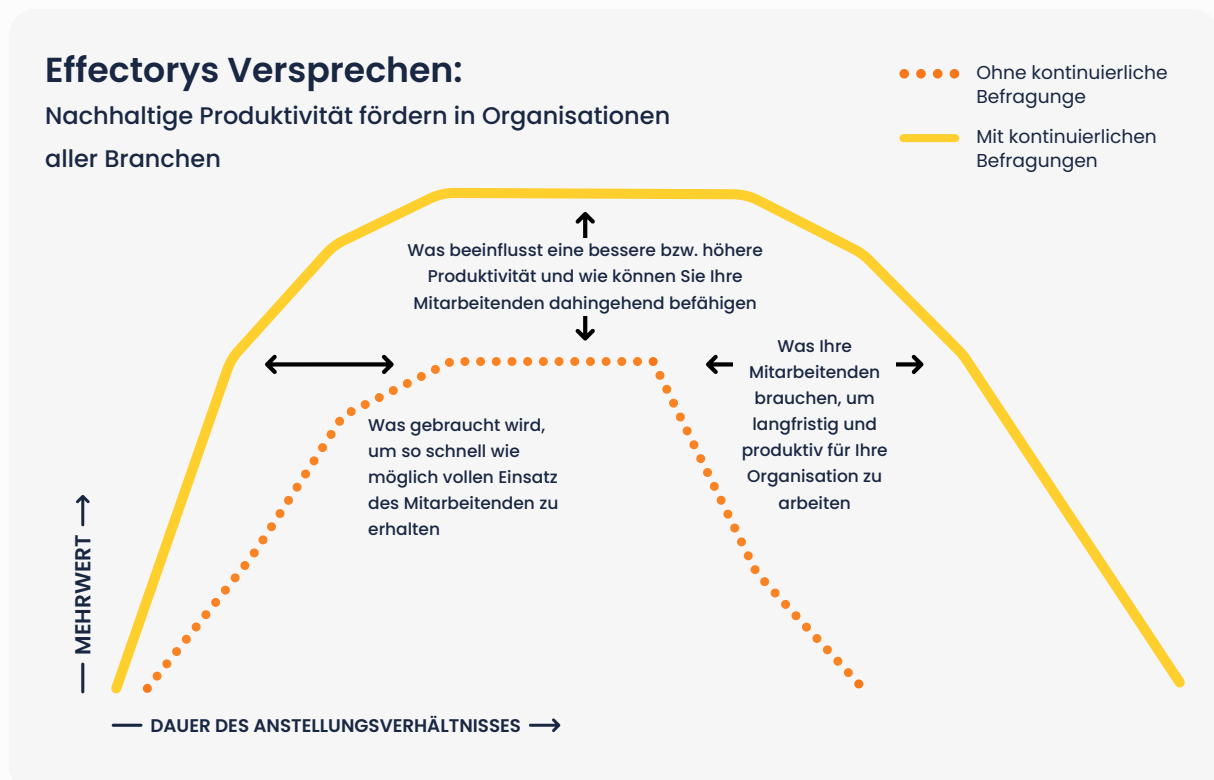 Effectorys Versprechen:
Nachhaltige Produktivität fördern in Organisationen
aller Branchen
Ohne kontinuierliche
Befragunge
Mit kontinuierlichen
Befragungen
Was beeinflusst eine bessere bzw. höhere
Produktivität und wie können Sie Ihre
Mitarbeitenden dahingehend befähigen
Was Ihre
Mitarbeitenden
brauchen, um
langfristig und
produktiv für Ihre
Organisation zu
arbeiten
Was gebraucht wird,
um so schnell wie
möglich vollen Einsatz
des Mitarbeitenden zu
erhalten
MEHRWERT
DAUER DES ANSTELLUNGSVERHÄLTNISSES